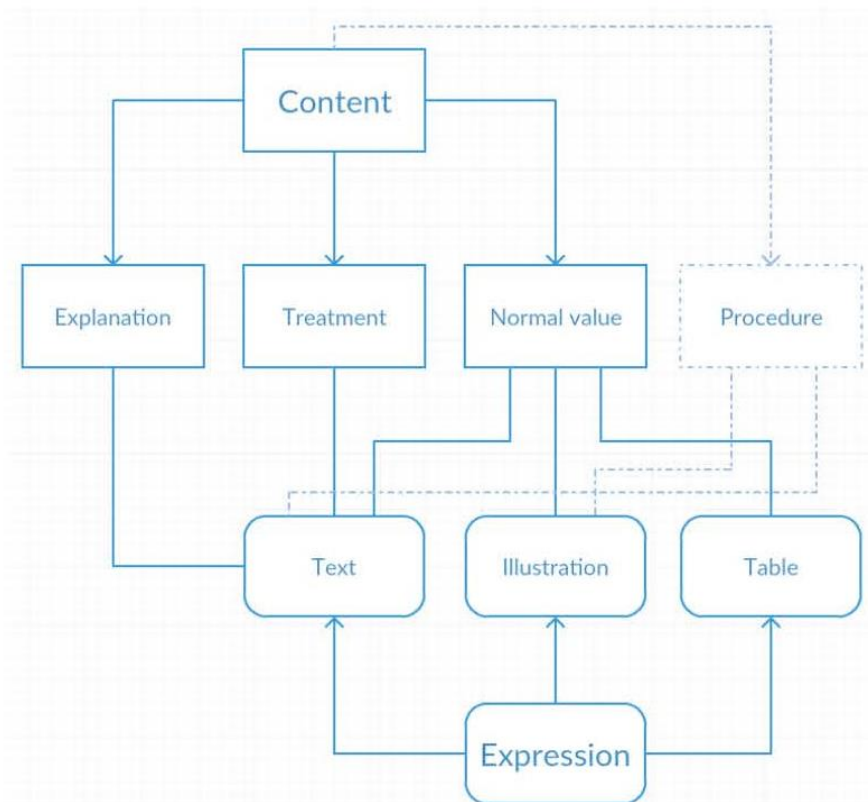 Content
Explanation
Treatment
Normal value
Procedure
Text
Illustration
Table
Expression